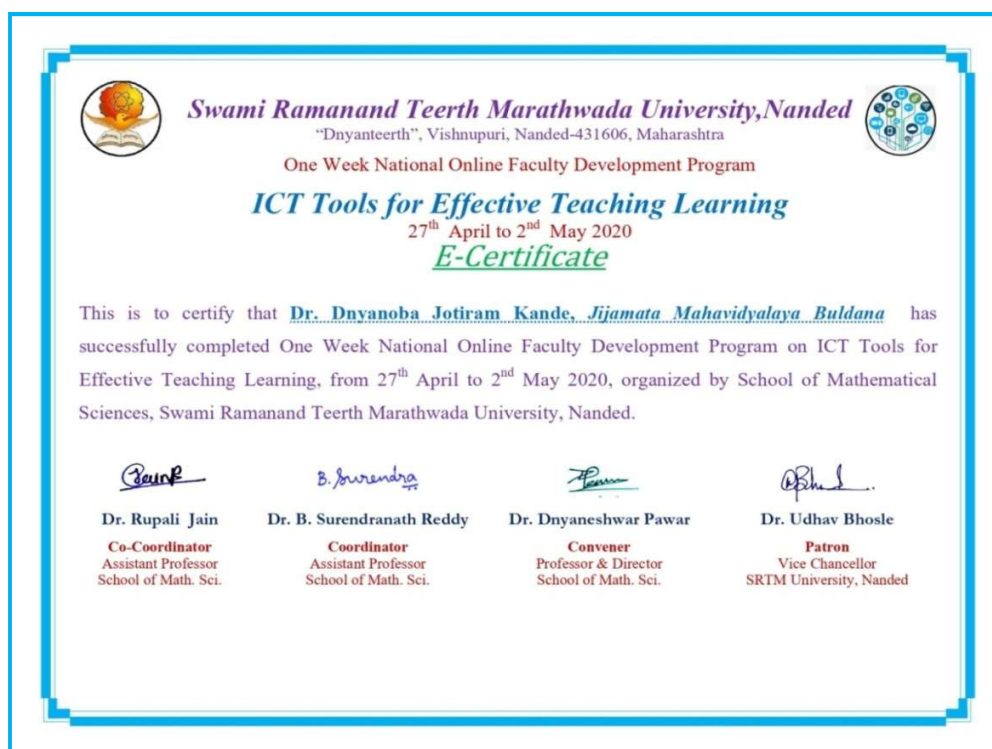 Swami Ramanand Teerth Marathwada University,Nanded
“Dnyanteerth”, Vishnupuri, Nanded-431606, Maharashtra
One Week National Online Faculty Development Program
ICT Tools for Effective Teaching Learning
27th April to 2nd May 2020
E-Certificate
This is to certify that Dr. Dnyanoba Jotiram Kande, Jijamata Mahavidyalaya Buldana has
successfully completed One Week National Online Faculty Development Program on ICT Tools for
Effective Teaching Learning, from 27th April to 2nd May 2020, organized by School of Mathematical
Sciences, Swami Ramanand Teerth Marathwada University, Nanded.
B. Surendra
Dr. Rupali Jain
Co-Coordinator
Assistant Professor
School of Math. Sci.
Dr. B. Surendranath Reddy
Coordinator
Assistant Professor
School of Math. Sci.
Dr. Dnyaneshwar Pawar
Convener
Professor & Director
School of Math. Sci.
Dr. Udhav Bhosle
Patron
Vice Chancellor
SRTM University, Nanded